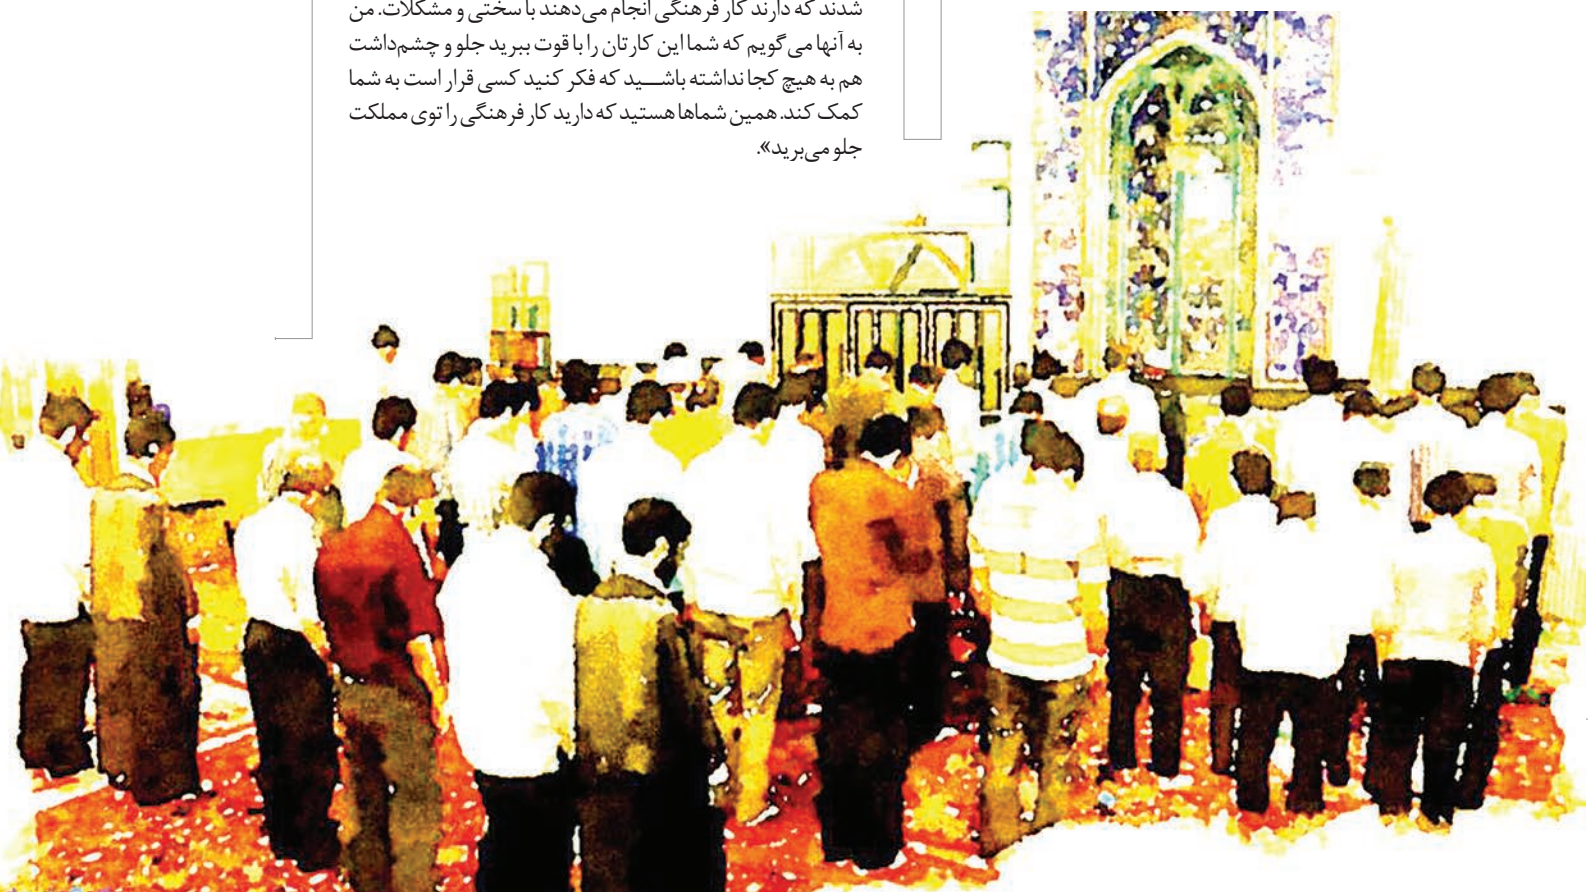 شدند که دارند کار فرهنگی انجام می‌دهند با سختی و مشکلات. من
به آنها می‌گویم که شما این کارتان را با قوت ببرید جلو و چشم‌داشت
هم به هیچ کجا نداشته باشـــید که فکر کنید کسی قرار است به شما
کمک کند. همین شماها هستید که دارید کار فرهنگی را توی مملکت
جلو می‌برید».